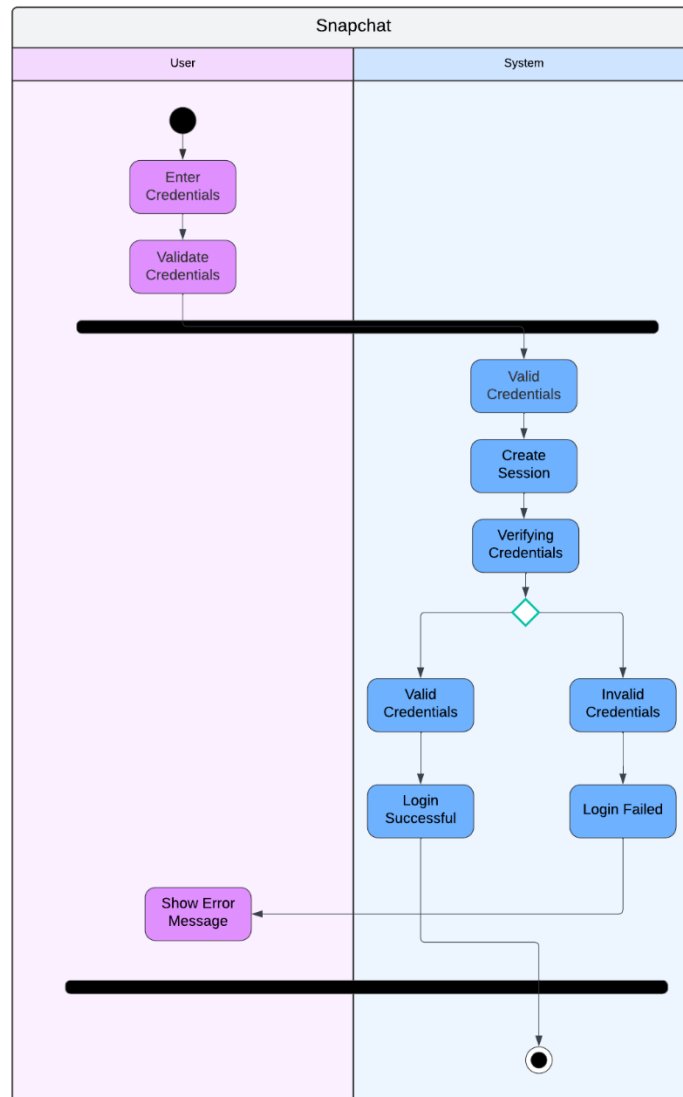 Snapchat
User
System
Enter
Credentials
Validate
Credentials
Valid
Credentials
Create
Session
Verifying
Credentials
Valid
Credentials
Invalid
Credentials
Login
Successful
Login Failed
Show Error
Message